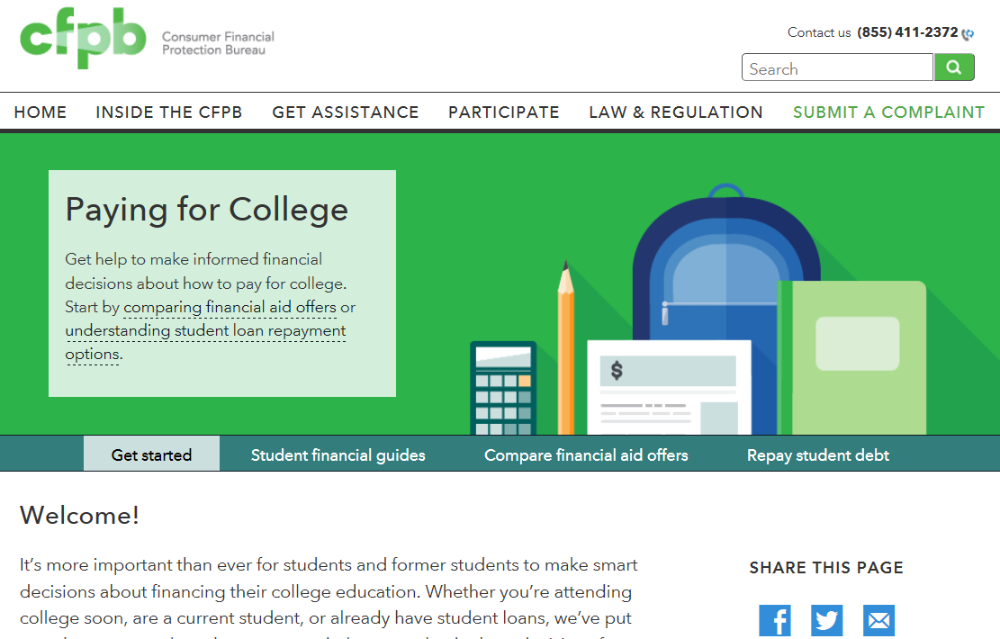 cfpb Consumer Financial
Protection Bureau
Contact us (855) 411-2372
Search
HOME INSIDE THE CFPB GET ASSISTANCE PARTICIPATE LAW & REGULATION SUBMIT A COMPLAINT
Paying for College
Get help to make informed financial
decisions about how to pay for college.
Start by comparing financial aid offers or
understanding student loan repayment
options.
$
Get started Student financial guides Compare financial aid offers Repay student debt
Welcome!
It’s more important than ever for students and former students to make smart
decisions about financing their college education. Whether you’re attending
college soon, are a current student, or already have student loans, we’ve put
SHARE THIS PAGE